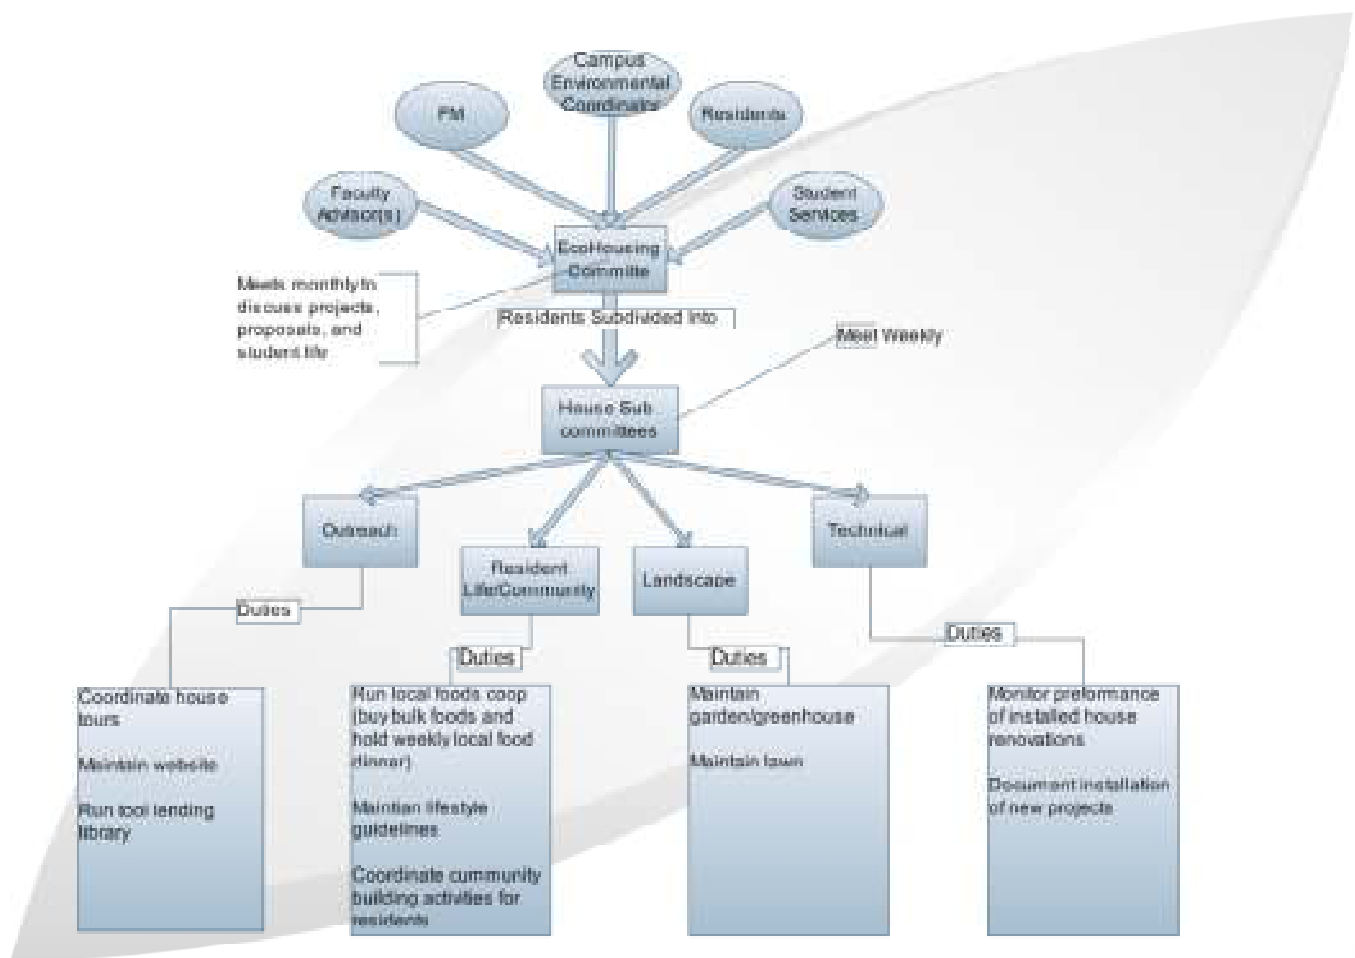 Campus
Environmental
Coordinator
PM
Residents
Faculty
Advisor(s)
Student
Services
EcoHousing
Committe
Meets monthly to
discuss projects,
proposals, and
student life
Residents Subdivided Into
Meet Weekly
House Sub
committees
Outreach
Technical
Resident
Life/Community
Landscape
Duties
Duties
Duties
Duties
Coordinate house
tours
Maintain website
Run tool lending
library
Run local foods coop
(buy bulk foods and
hold weekly local food
dinner)
Maintian lifestyle
guidelines
Coordinate cummunity
building activities for
residents
Maintain
garden/greenhouse
Maintain lawn
Monitor preformance
of installed house
renovations
Document installation
of new projects